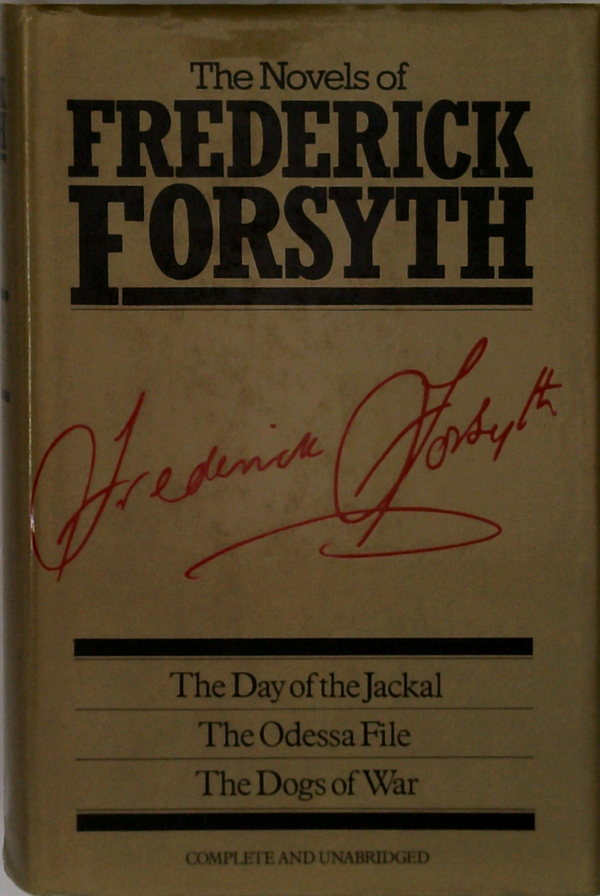 The Novels of
FREDERICK
FORSYTH
Frederick Forsyth
The Day of the Jackal
The Odessa File
The Dogs of War
COMPLETE AND UNABRIDGED